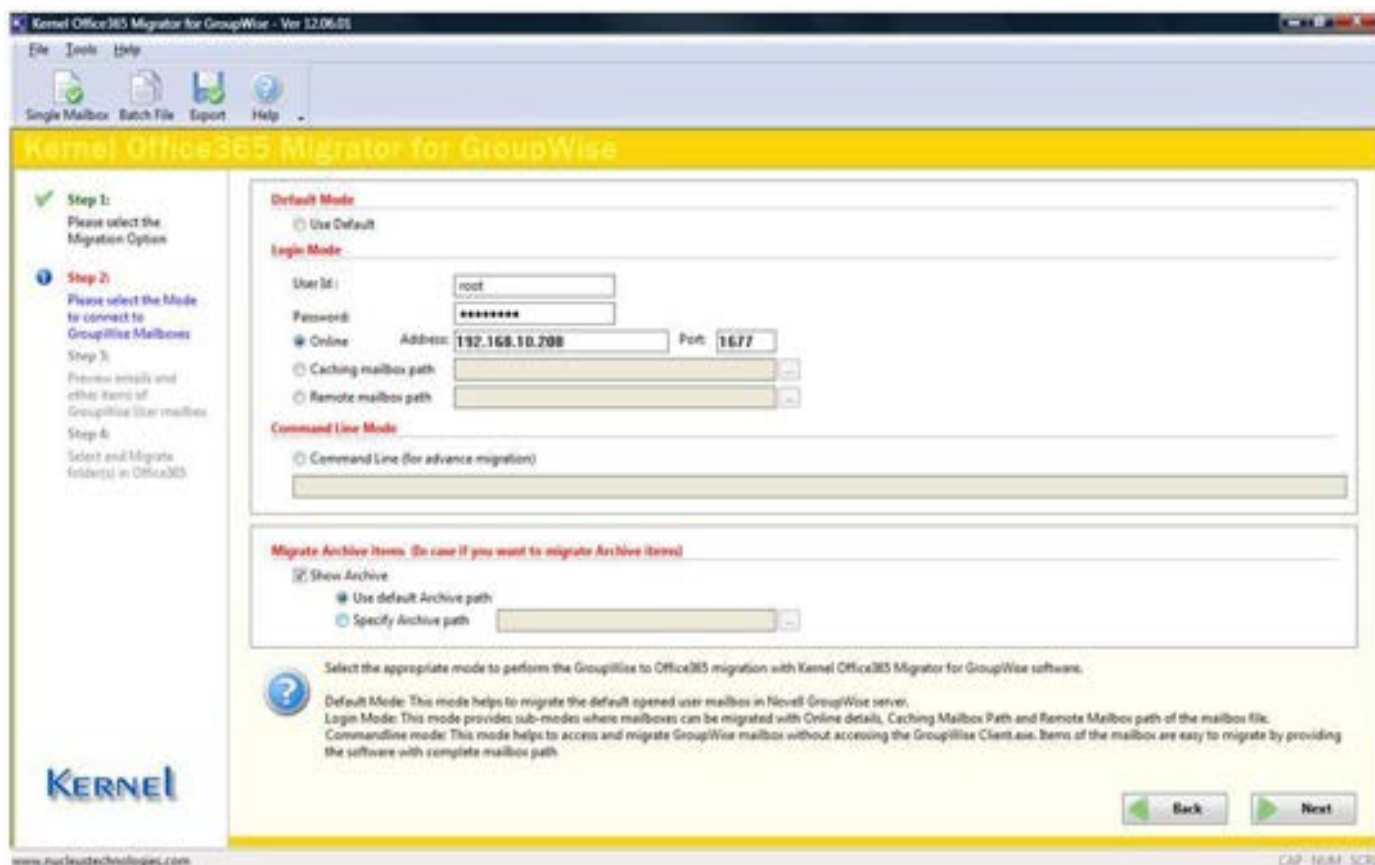 Kernel Office365 Migrator for GroupWise - Ver 12.06.01
File Tools Help
Single Mailbox Batch File Export Help
Kernel Office365 Migrator for GroupWise
Step 1:
Please select the
Migration Option
Step 2:
Please select the Mode
to connect to
GroupWise Mailboxes
Step 3:
Preview emails and
other items of
GroupWise User mailbox
Step 4:
Select and Migrate
folder(s) in Office365
KERNEL
Default Mode
Use Default
Login Mode
User Id :
root
Password:
********
Online Address: 192.168.10.208 Port: 1677
Caching mailbox path ...
Remote mailbox path ...
Command Line Mode
Command Line (for advance migration)
Migrate Archive Items (In case if you want to migrate Archive items)
Show Archive
Use default Archive path
Specify Archive path ...
Select the appropriate mode to perform the GroupWise to Office365 migration with Kernel Office365 Migrator for GroupWise software.
Default Mode: This mode helps to migrate the default opened user mailbox in Novell GroupWise server.
Login Mode: This mode provides sub-modes where mailboxes can be migrated with Online details, Caching Mailbox Path and Remote Mailbox path of the mailbox file.
Commandline mode: This mode helps to access and migrate GroupWise mailbox without accessing the GroupWise Client.exe. Items of the mailbox are easy to migrate by providing
the software with complete mailbox path
Back Next
www.nucleustechnologies.com
CAP NUM SCRL